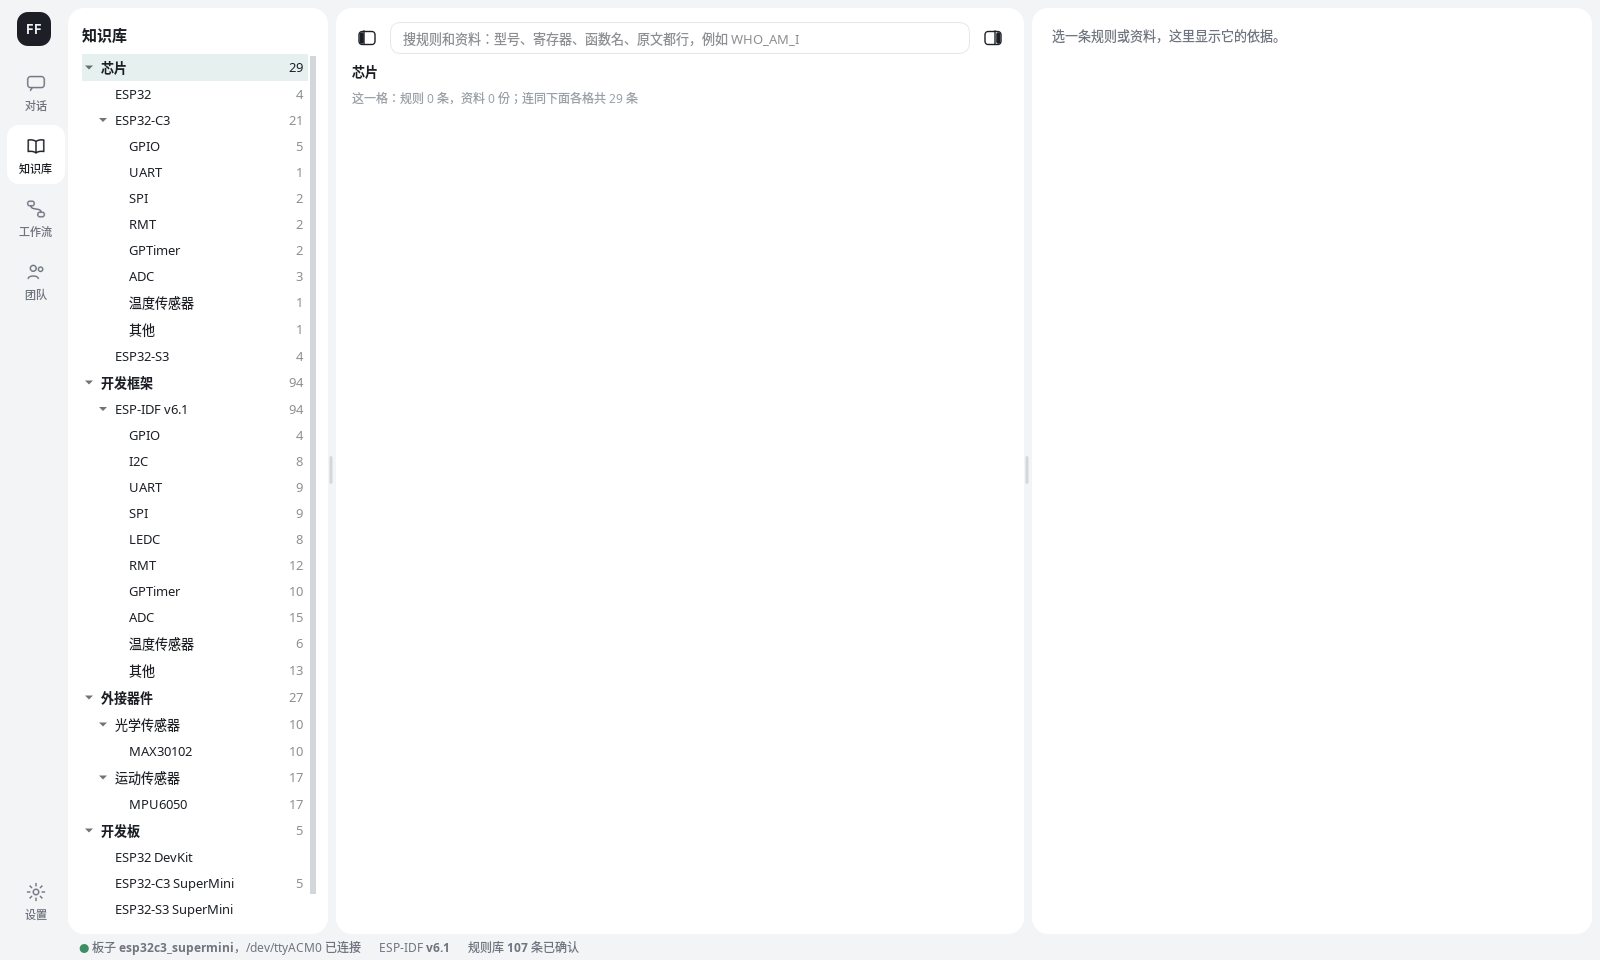 FF
对话
知识库
工作流
团队
设置
知识库
芯片 29
ESP32 4
ESP32-C3 21
GPIO 5
UART 1
SPI 2
RMT 2
GPTimer 2
ADC 3
温度传感器 1
其他 1
ESP32-S3 4
开发框架 94
ESP-IDF v6.1 94
GPIO 4
I2C 8
UART 9
SPI 9
LEDC 8
RMT 12
GPTimer 10
ADC 15
温度传感器 6
其他 13
外接器件 27
光学传感器 10
MAX30102 10
运动传感器 17
MPU6050 17
开发板 5
ESP32 DevKit
ESP32-C3 SuperMini 5
ESP32-S3 SuperMini
搜规则和资料：型号、寄存器、函数名、原文都行，例如 WHO_AM_I
芯片
这一格：规则 0 条，资料 0 份；连同下面各格共 29 条
选一条规则或资料，这里显示它的依据。
板子 esp32c3_supermini，/dev/ttyACM0 已连接 ESP-IDF v6.1 规则库 107 条已确认